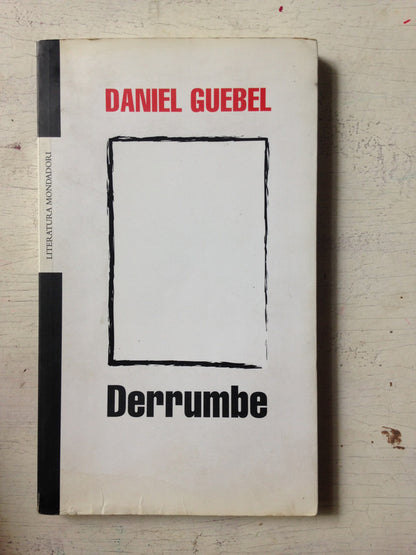 DANIEL GUEBEL
LITERATURA MONDADORI
Derrumbe